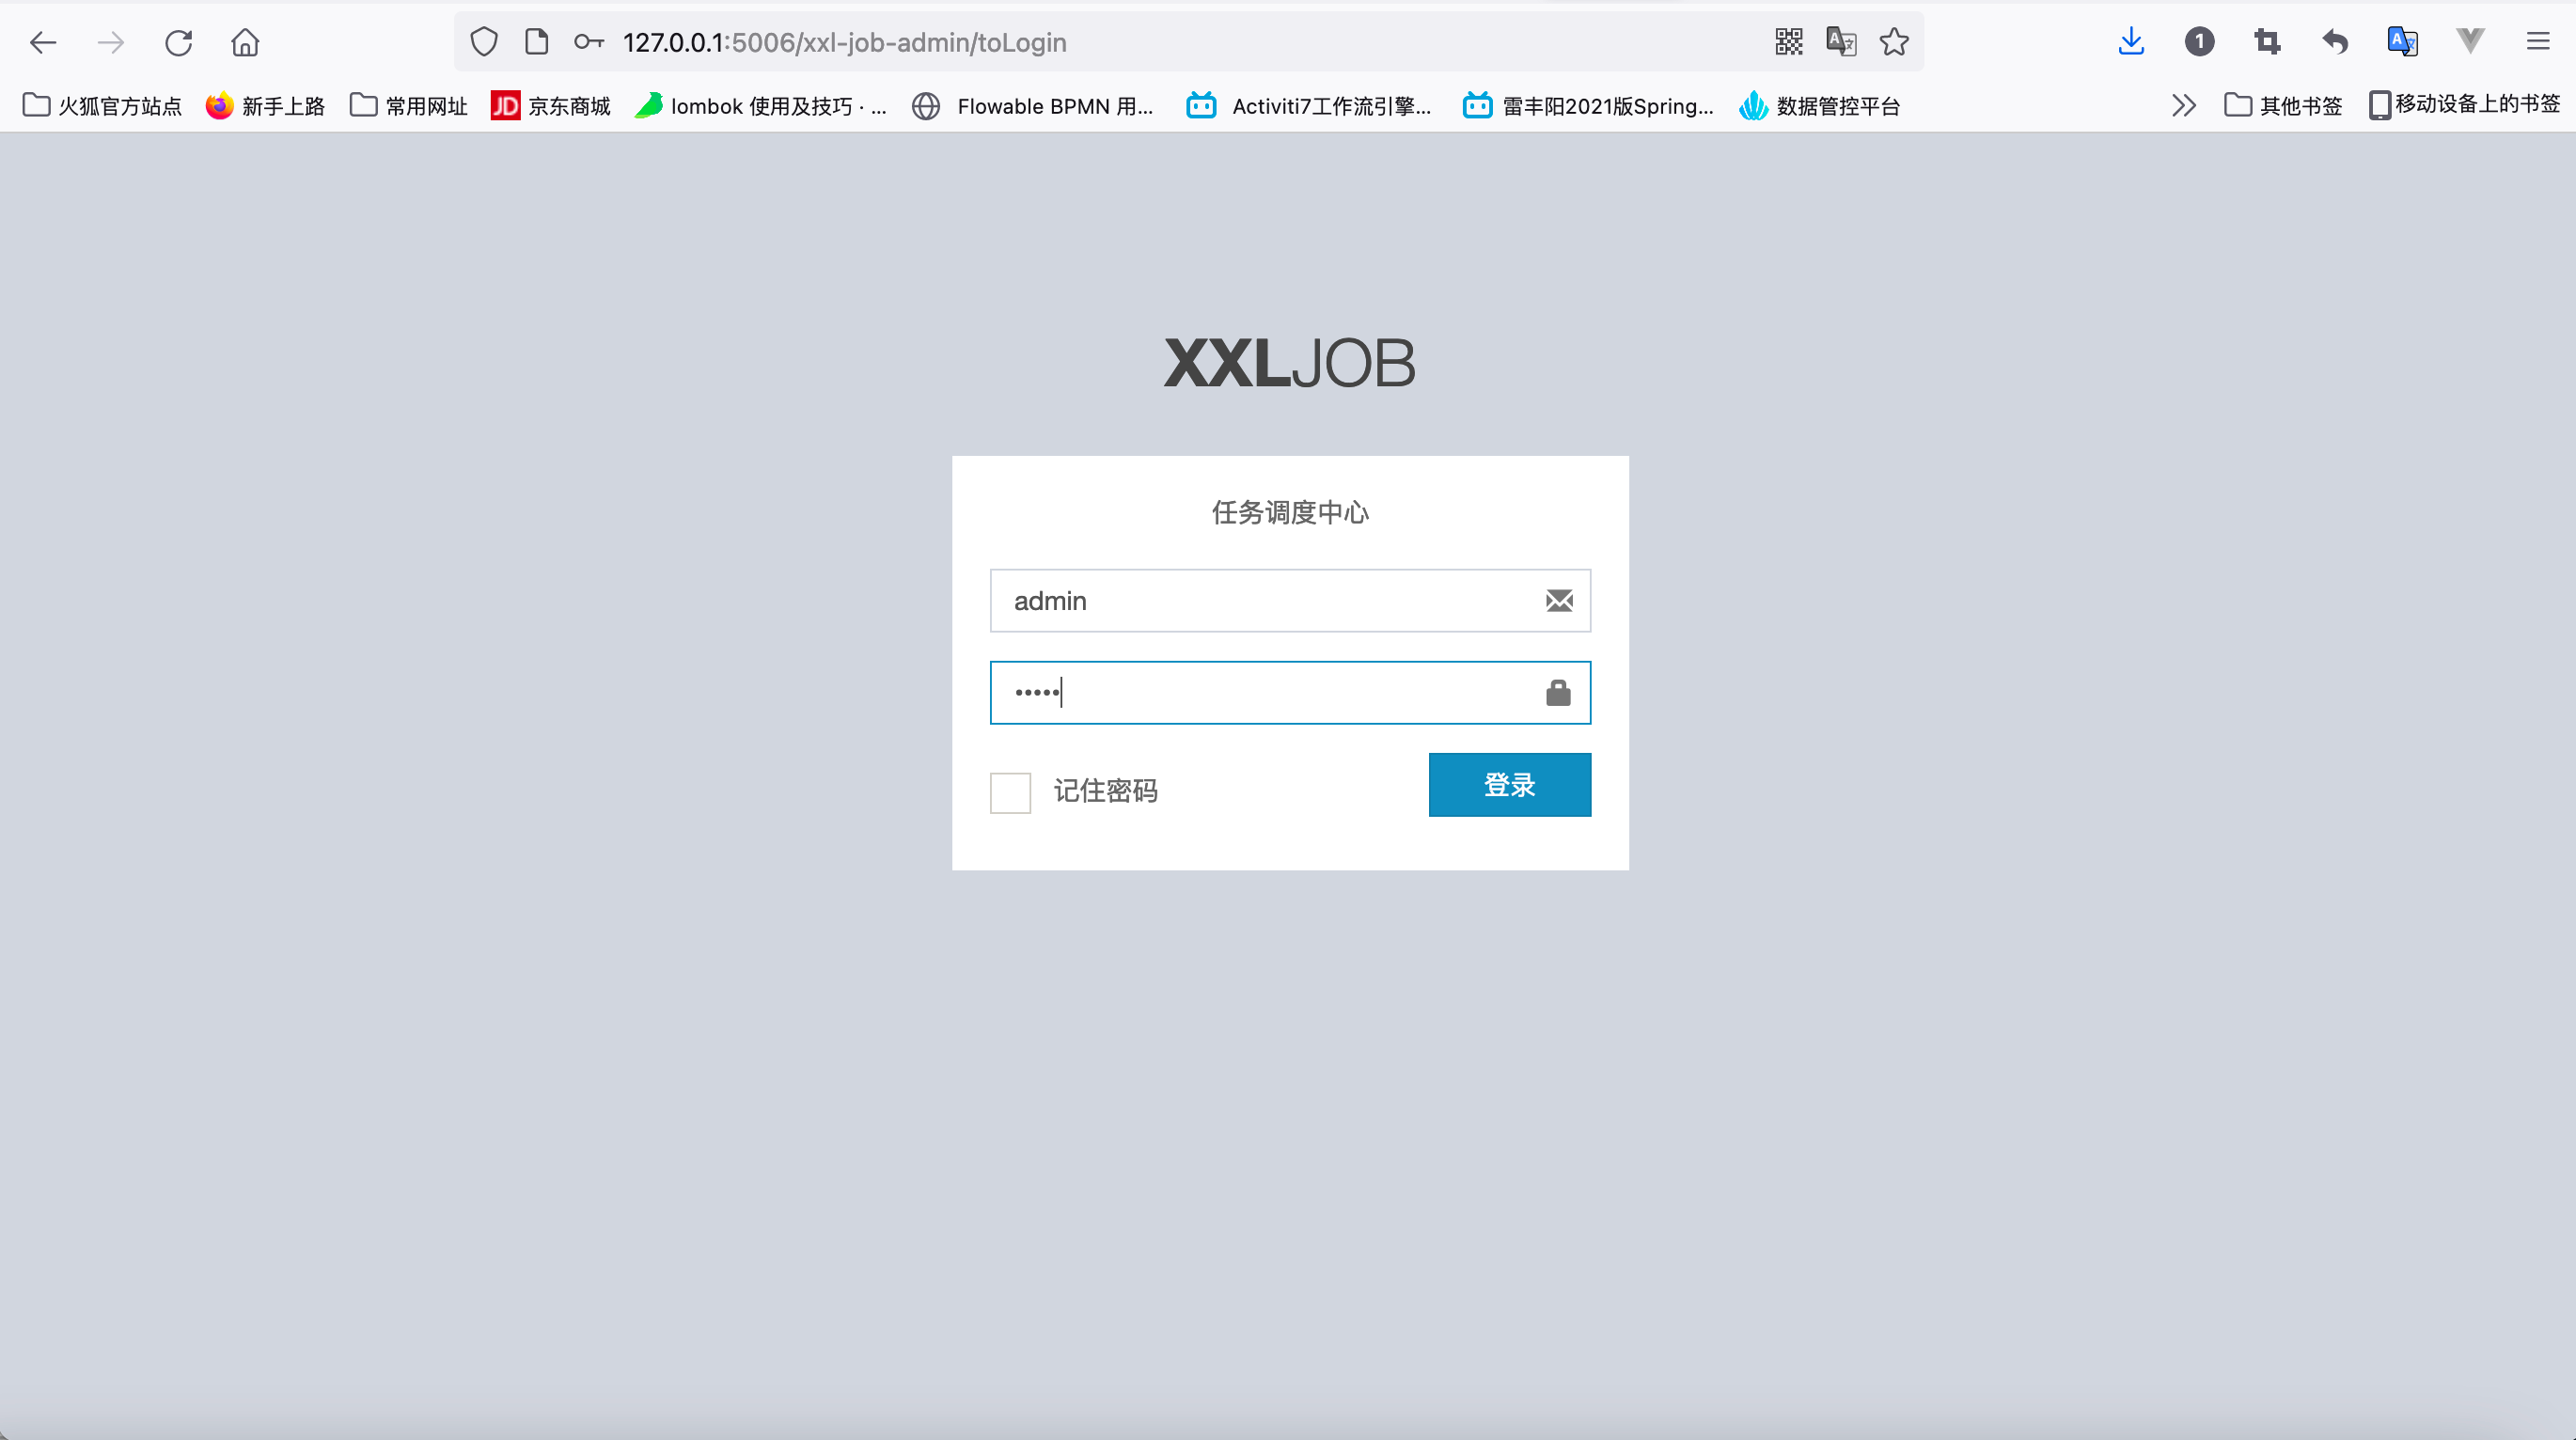 127.0.0.1:5006/xxl-job-admin/toLogin
1
火狐官方站点 新手上路 常用网址 JD 京东商城 lombok 使用及技巧 · ... Flowable BPMN 用... Activiti7工作流引擎... 雷丰阳2021版Spring... 数据管控平台 其他书签 移动设备上的书签
XXLJOB
任务调度中心
admin
•••••
记住密码 登录